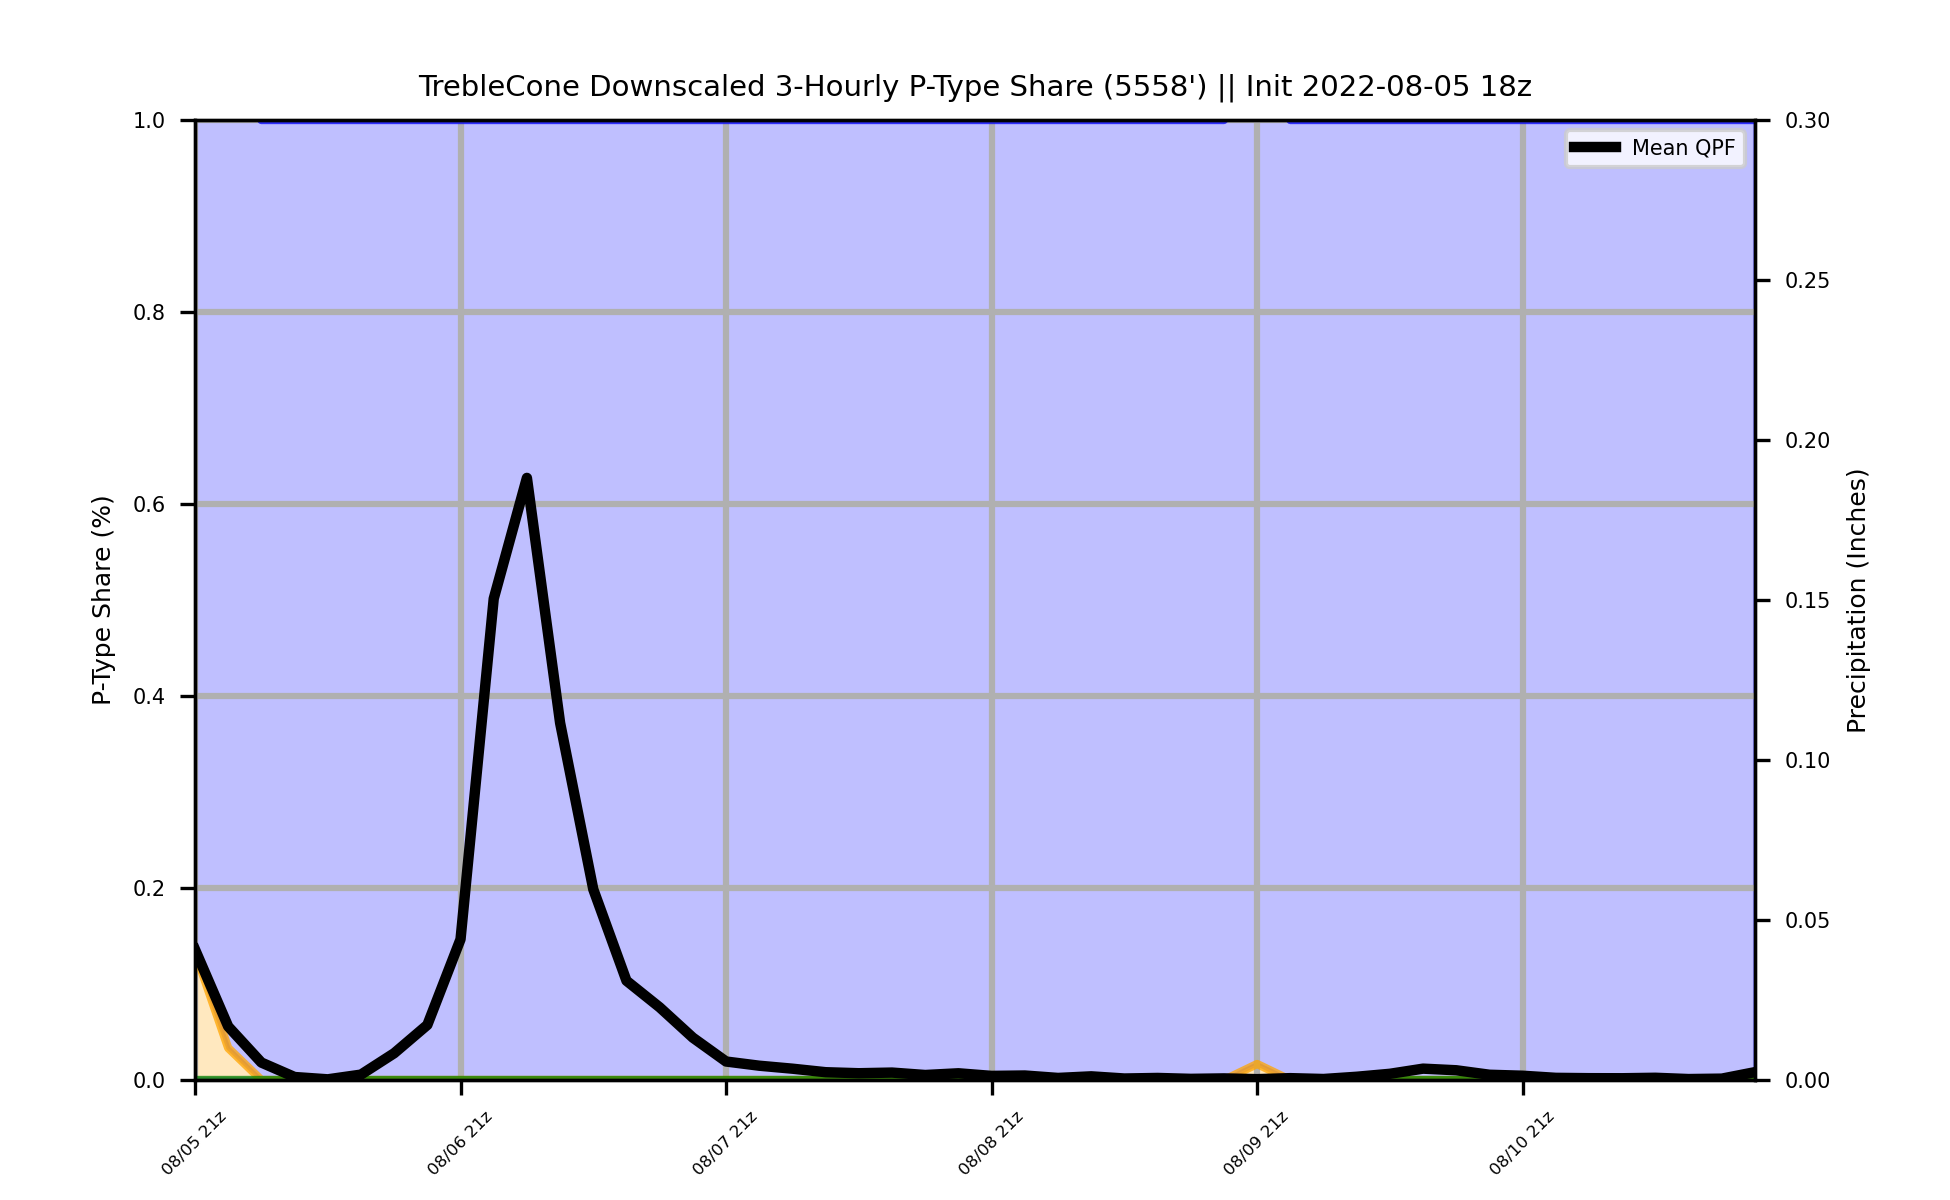 TrebleCone Downscaled 3-Hourly P-Type Share (5558') || Init 2022-08-05 18z
1.0
0.8
0.6
0.4
0.2
0.0
P-Type Share (%)
Mean QPF
0.30
0.25
0.20
0.15
0.10
0.05
0.00
Precipitation (Inches)
08/05 21z
08/06 21z
08/07 21z
08/08 21z
08/09 21z
08/10 21z